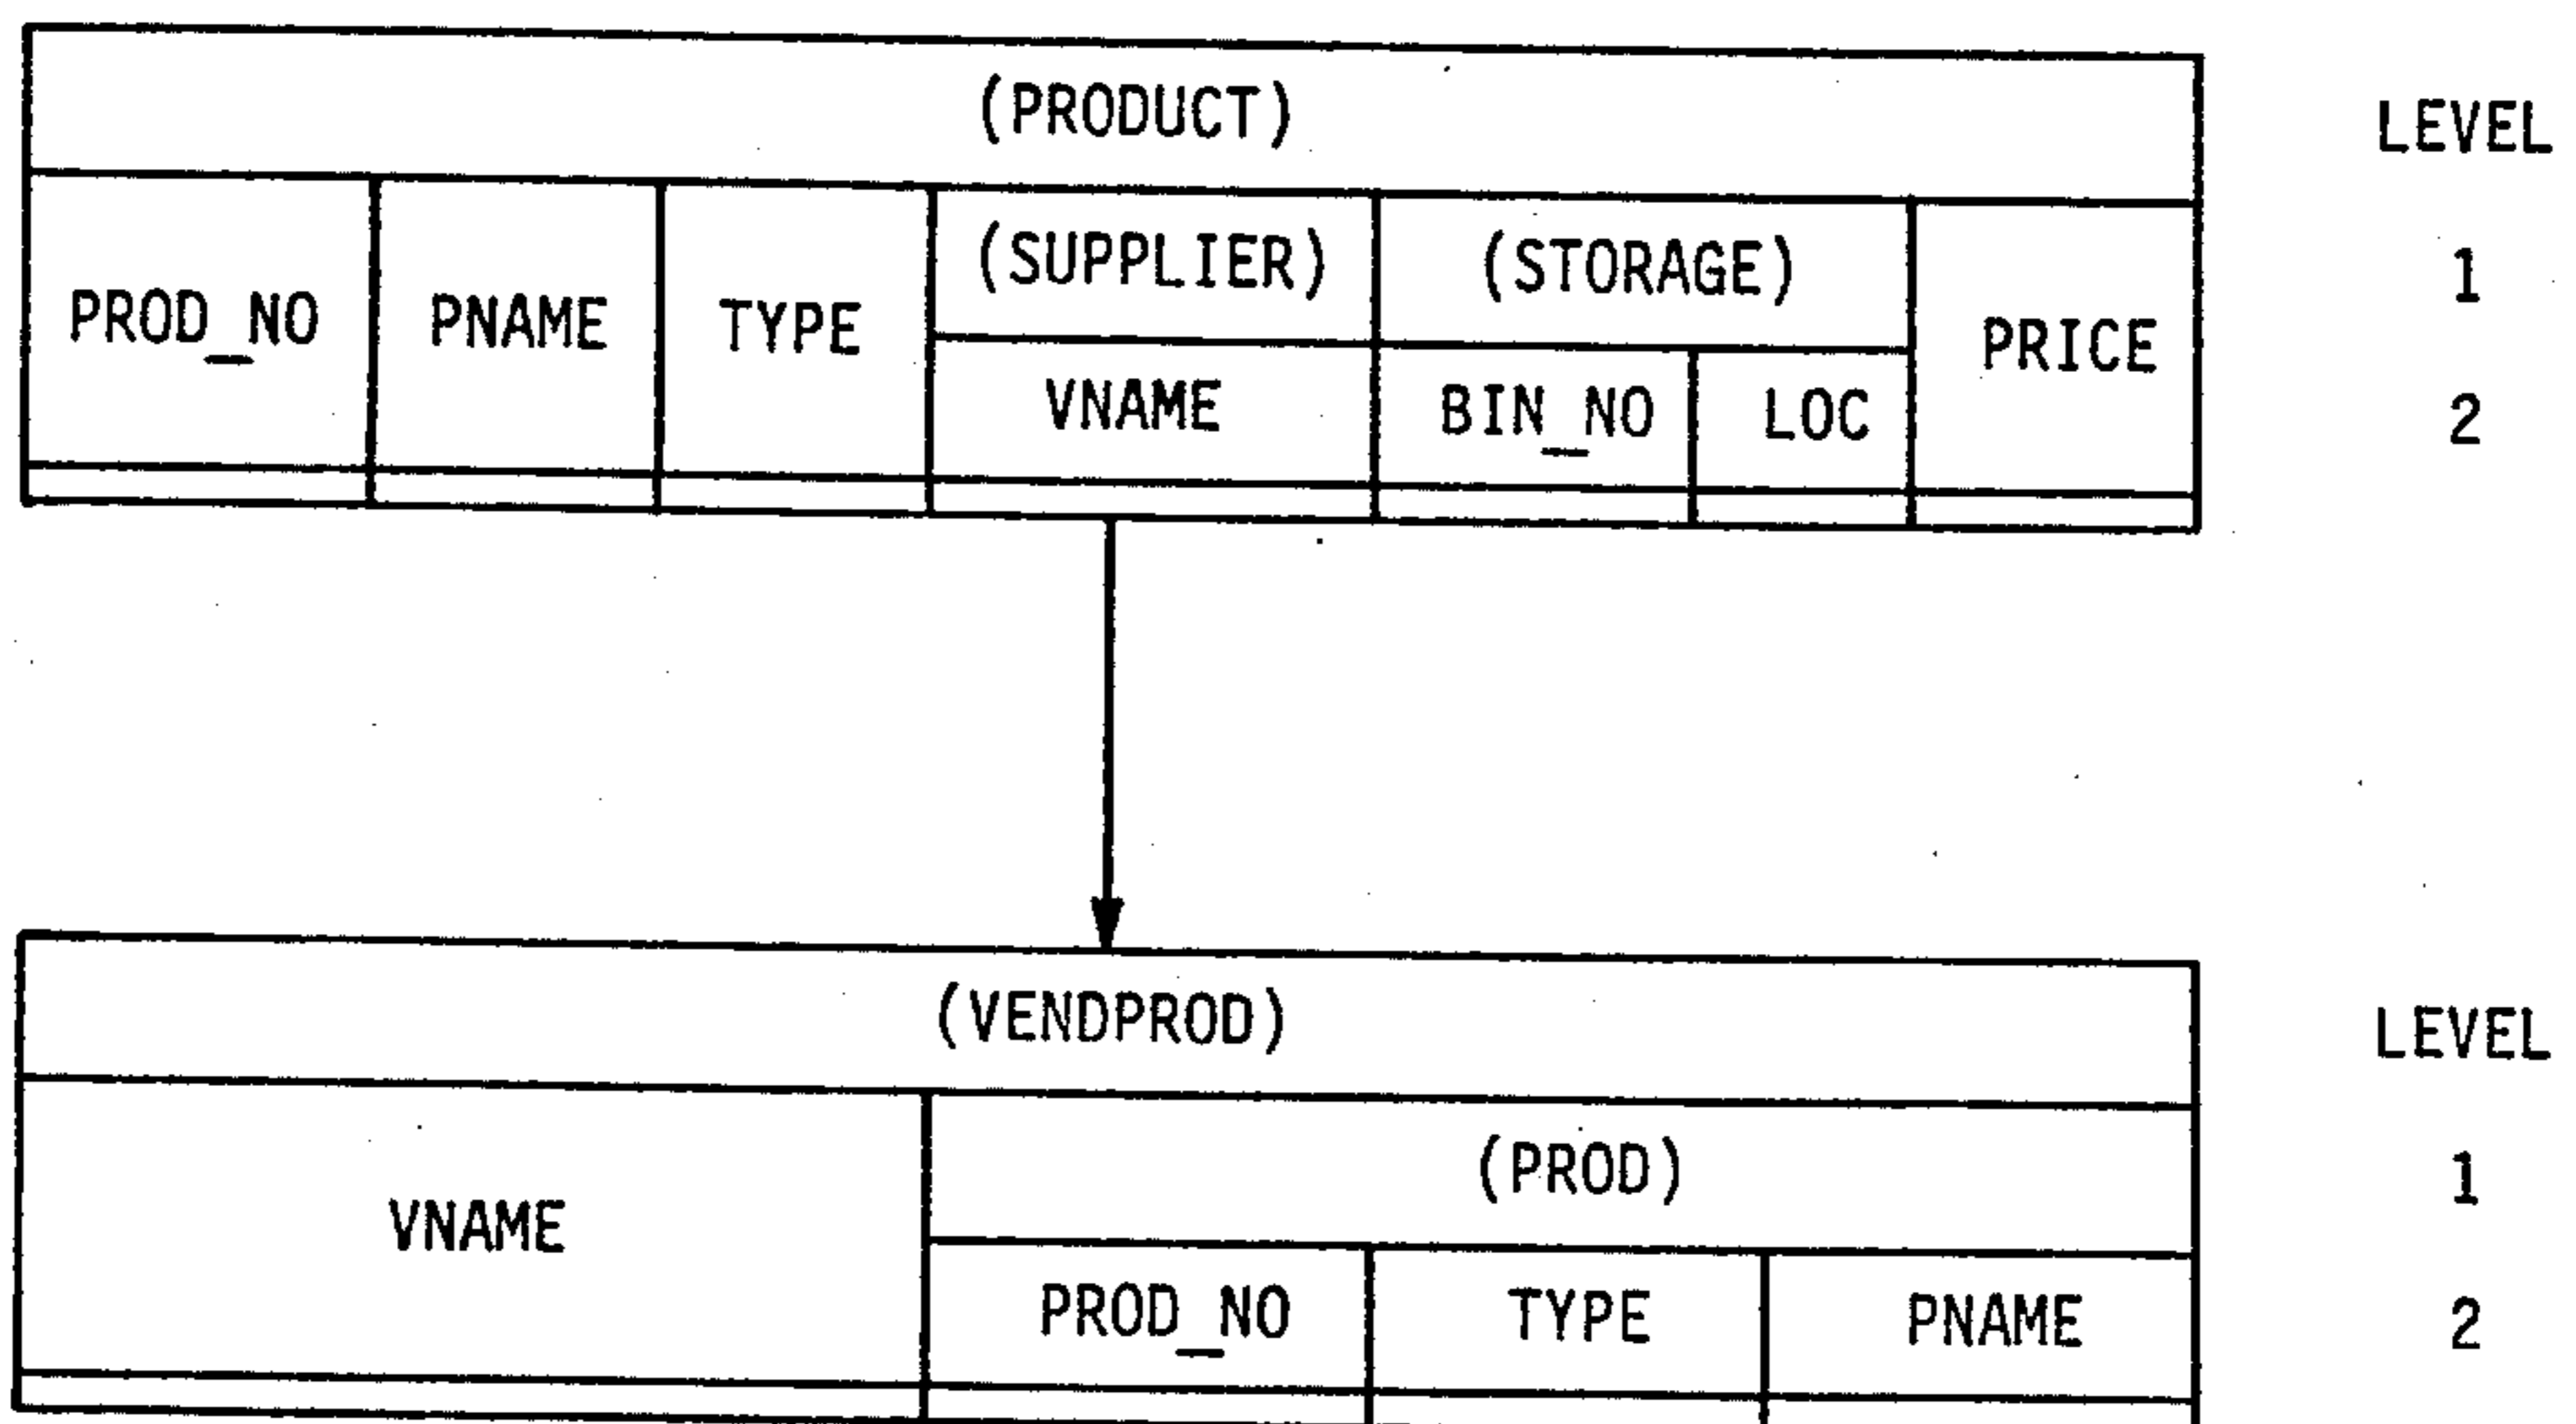 (PRODUCT) LEVEL
(SUPPLIER) (STORAGE) 1
PROD_NO PNAME TYPE PRICE
VNAME BIN_NO LOC 2
(VENDPROD) LEVEL
(PROD) 1
VNAME
PROD_NO TYPE PNAME 2